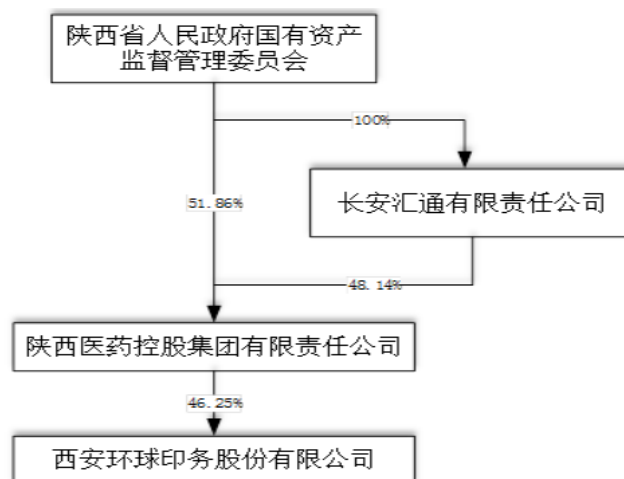 陕西省人民政府国有资产
监督管理委员会
100%
51.86%
长安汇通有限责任公司
48.14%
陕西医药控股集团有限责任公司
46.25%
西安环球印务股份有限公司